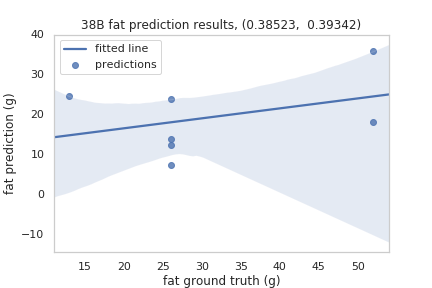 38B fat prediction results, (0.38523, 0.39342)
fitted line
predictions
fat prediction (g)
40
30
20
10
0
−10
15 20 25 30 35 40 45 50
fat ground truth (g)